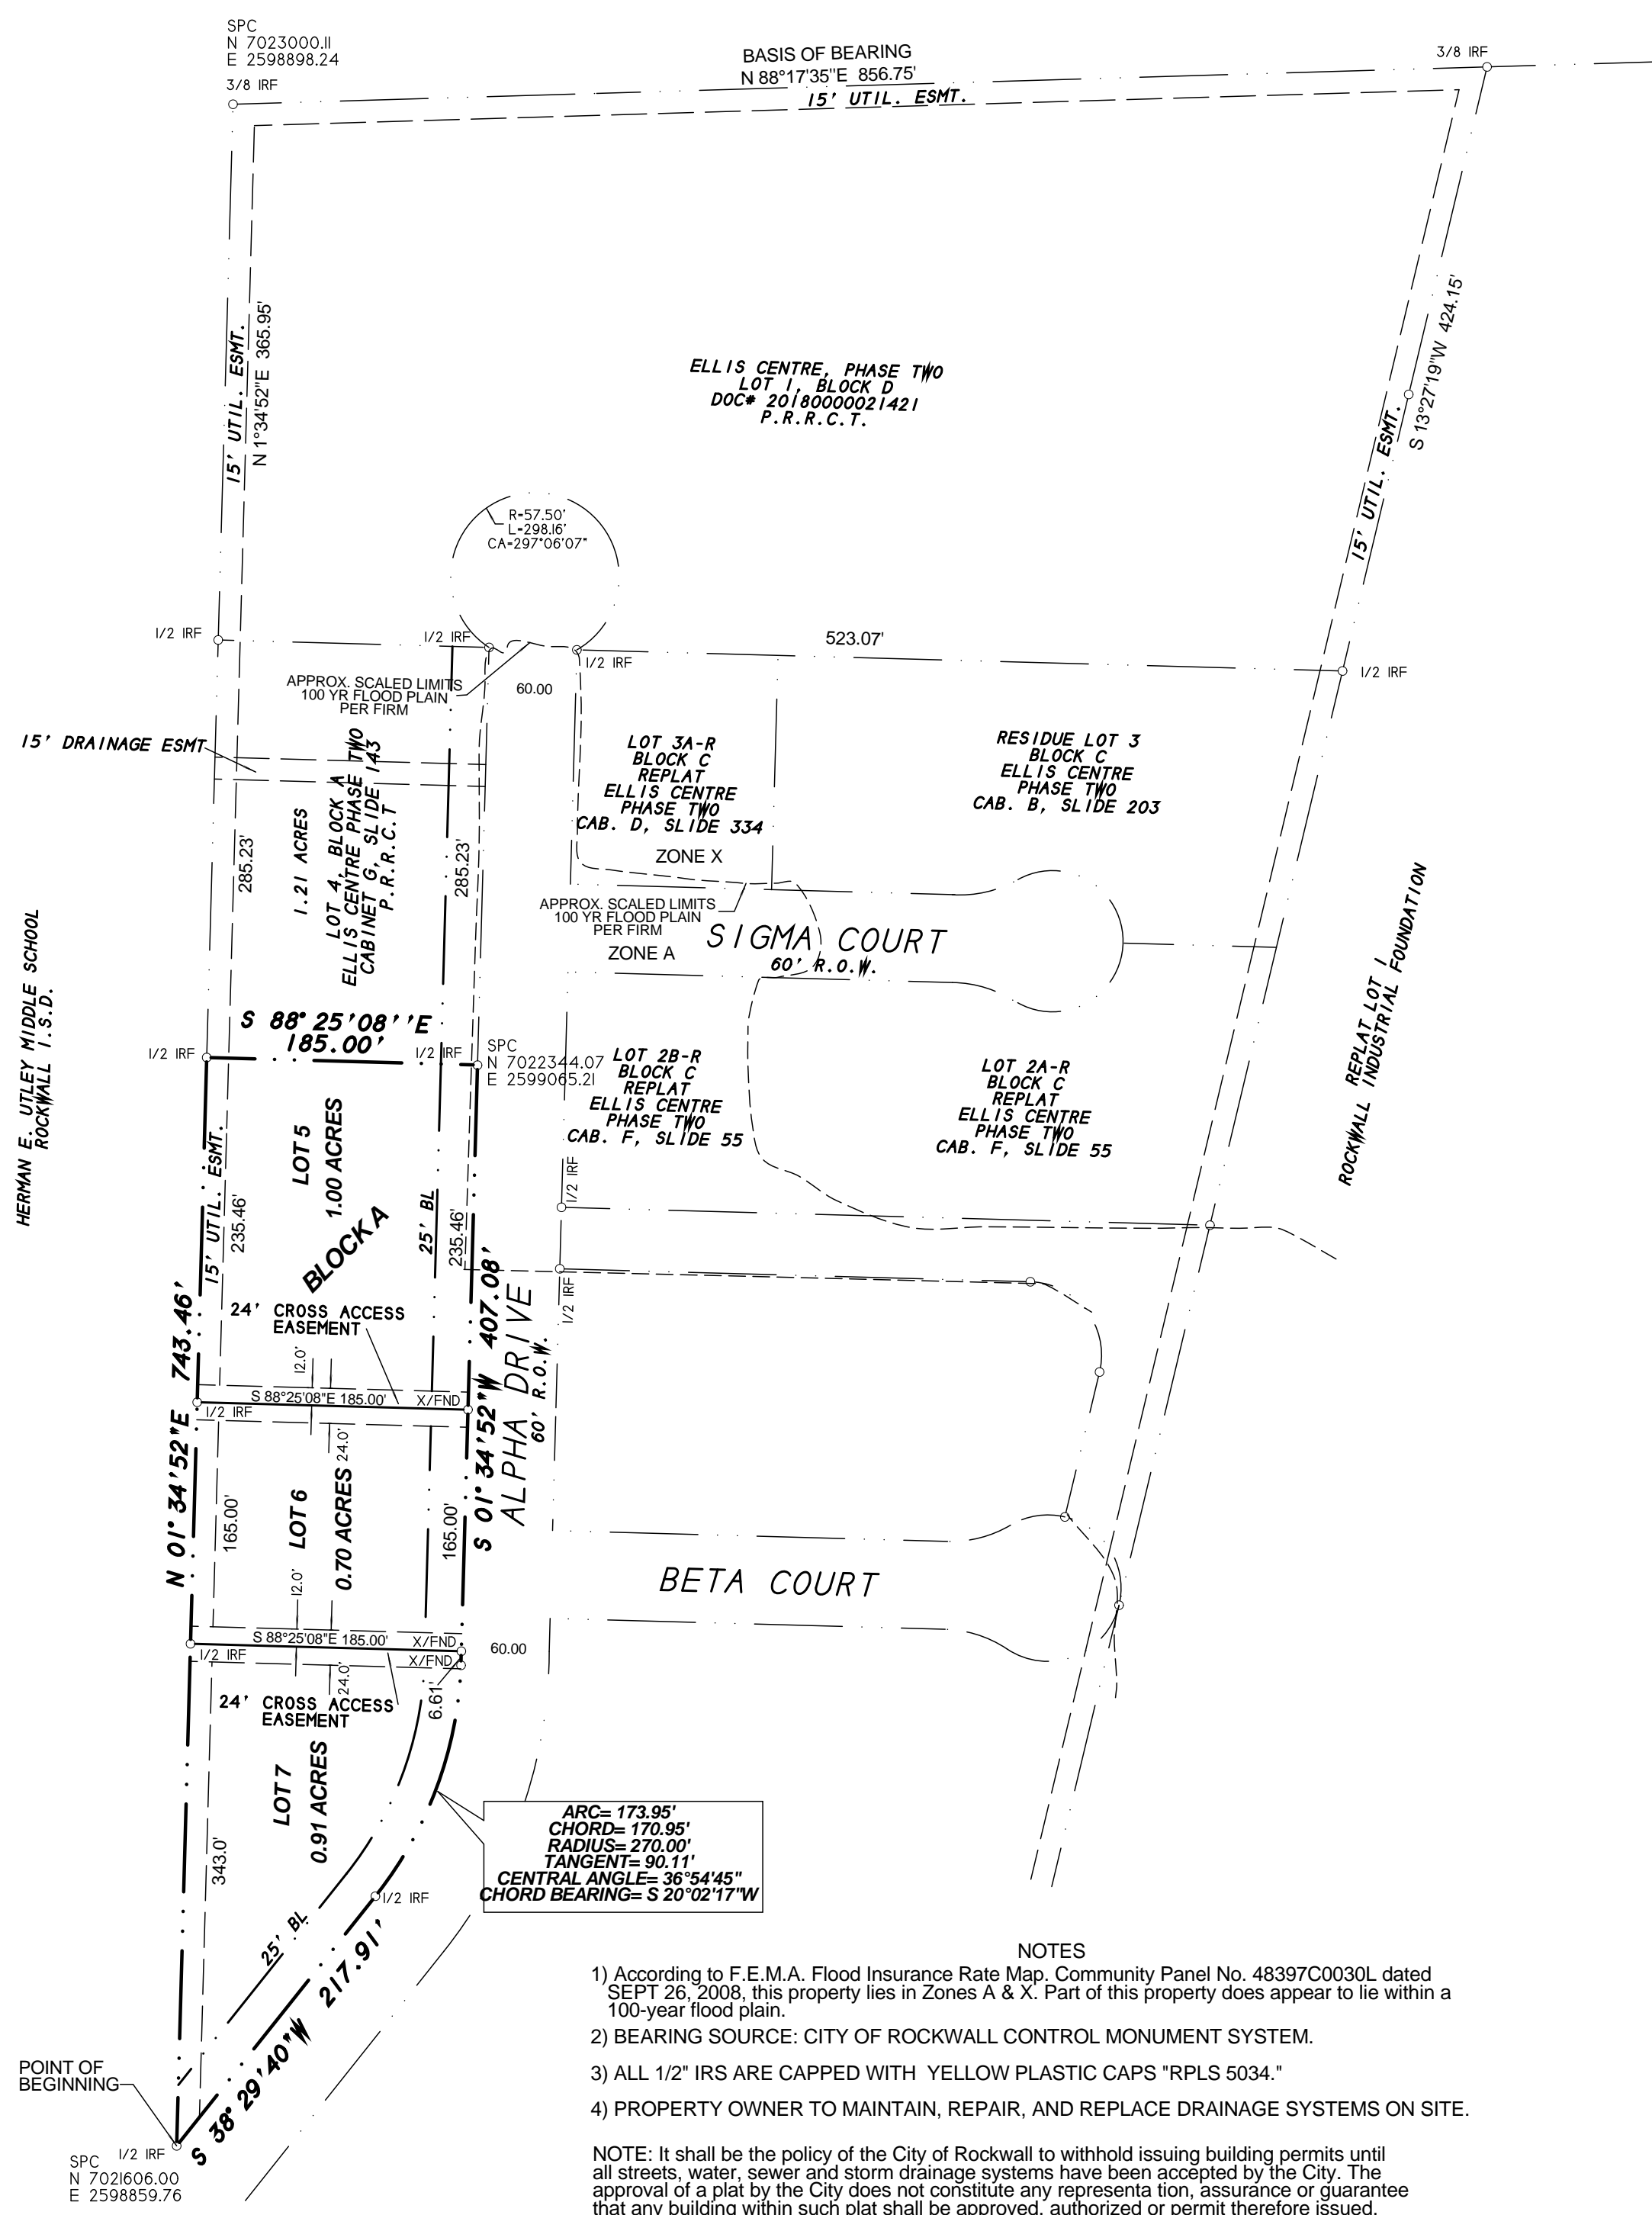 SPC
N 7023000.11
E 2598898.24
3/8 IRF
BASIS OF BEARING
N 88°17'35"E 856.75'
15' UTIL. ESMT.
3/8 IRF
15' UTIL. ESMT.
N 1°34'52"E 365.95'
ELLIS CENTRE, PHASE TWO
LOT 1, BLOCK D
DOC# 20180000021421
P.R.R.C.T.
S 13°27'19"W 424.15'
15' UTIL. ESMT.
R=57.50'
L=298.16'
CA=297°06'07"
1/2 IRF
1/2 IRF
1/2 IRF
523.07'
1/2 IRF
APPROX. SCALED LIMITS
100 YR FLOOD PLAIN
PER FIRM
60.00
15' DRAINAGE ESMT
LOT 3A-R
BLOCK C
REPLAT
ELLIS CENTRE
PHASE TWO
CAB. D, SLIDE 334
ZONE X
RESIDUE LOT 3
BLOCK C
ELLIS CENTRE
PHASE TWO
CAB. B, SLIDE 203
285.23'
1.21 ACRES
LOT 4, BLOCK A
ELLIS CENTRE PHASE TWO
CABINET G, SLIDE 143
P.R.R.C.T
285.23'
APPROX. SCALED LIMITS
100 YR FLOOD PLAIN
PER FIRM
ZONE A
SIGMA COURT
60' R.O.W.
HERMAN E. UTLEY MIDDLE SCHOOL
ROCKWALL I.S.D.
REPLAT LOT 1
ROCKWALL INDUSTRIAL FOUNDATION
S 88°25'08''E
185.00'
1/2 IRF
1/2 IRF
SPC
N 7022344.07
E 2599065.21
LOT 2B-R
BLOCK C
REPLAT
ELLIS CENTRE
PHASE TWO
CAB. F, SLIDE 55
LOT 2A-R
BLOCK C
REPLAT
ELLIS CENTRE
PHASE TWO
CAB. F, SLIDE 55
15' UTIL. ESMT.
235.46'
LOT 5
1.00 ACRES
BLOCK A
25' BL
235.46'
1/2 IRF
1/2 IRF
24' CROSS ACCESS
EASEMENT
12.0'
N 01°34'52"E 743.46'
S 01°34'52"W 407.08'
ALPHA DRIVE
60' R.O.W.
S 88°25'08"E 185.00'
X/FND
1/2 IRF
24.0'
165.00'
LOT 6
0.70 ACRES
12.0'
165.00'
BETA COURT
S 88°25'08"E 185.00'
X/FND
1/2 IRF
X/FND
60.00
24.0'
24' CROSS ACCESS
EASEMENT
6.61'
LOT 7
0.91 ACRES
343.0'
ARC= 173.95'
CHORD= 170.95'
RADIUS= 270.00'
TANGENT= 90.11'
CENTRAL ANGLE= 36°54'45"
CHORD BEARING= S 20°02'17"W
1/2 IRF
25' BL
S 38°29'40"W 217.91'
POINT OF
BEGINNING
1/2 IRF
SPC
N 7021606.00
E 2598859.76
NOTES
1) According to F.E.M.A. Flood Insurance Rate Map. Community Panel No. 48397C0030L dated
SEPT 26, 2008, this property lies in Zones A & X. Part of this property does appear to lie within a
100-year flood plain.
2) BEARING SOURCE: CITY OF ROCKWALL CONTROL MONUMENT SYSTEM.
3) ALL 1/2" IRS ARE CAPPED WITH YELLOW PLASTIC CAPS "RPLS 5034."
4) PROPERTY OWNER TO MAINTAIN, REPAIR, AND REPLACE DRAINAGE SYSTEMS ON SITE.
NOTE: It shall be the policy of the City of Rockwall to withhold issuing building permits until
all streets, water, sewer and storm drainage systems have been accepted by the City. The
approval of a plat by the City does not constitute any representa tion, assurance or guarantee
that any building within such plat shall be approved, authorized or permit therefore issued,